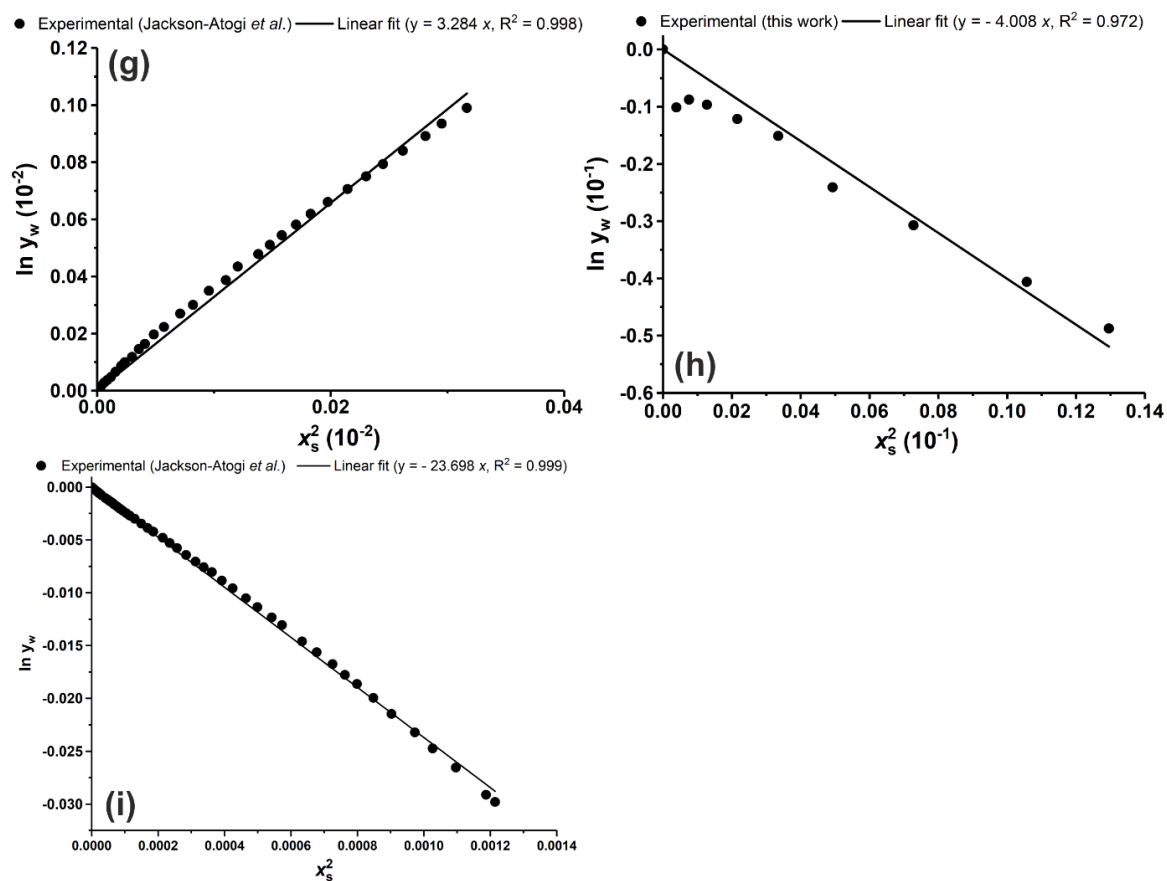 Experimental (Jackson-Atogi et al.) Linear fit (y = 3.284 x, R² = 0.998)
(g)
0.12
0.10
0.08
0.06
0.04
0.02
0.00
ln y_w (10⁻²)
0.00 0.02 0.04
x_s² (10⁻²)
Experimental (this work) Linear fit (y = - 4.008 x, R² = 0.972)
0.0
-0.1
-0.2
-0.3
-0.4
-0.5
-0.6
ln y_w (10⁻¹)
(h)
0.00 0.02 0.04 0.06 0.08 0.10 0.12 0.14
x_s² (10⁻¹)
Experimental (Jackson-Atogi et al.) Linear fit (y = - 23.698 x, R² = 0.999)
0.000
-0.005
-0.010
-0.015
-0.020
-0.025
-0.030
ln y_w
(i)
0.0000 0.0002 0.0004 0.0006 0.0008 0.0010 0.0012 0.0014
x_s²